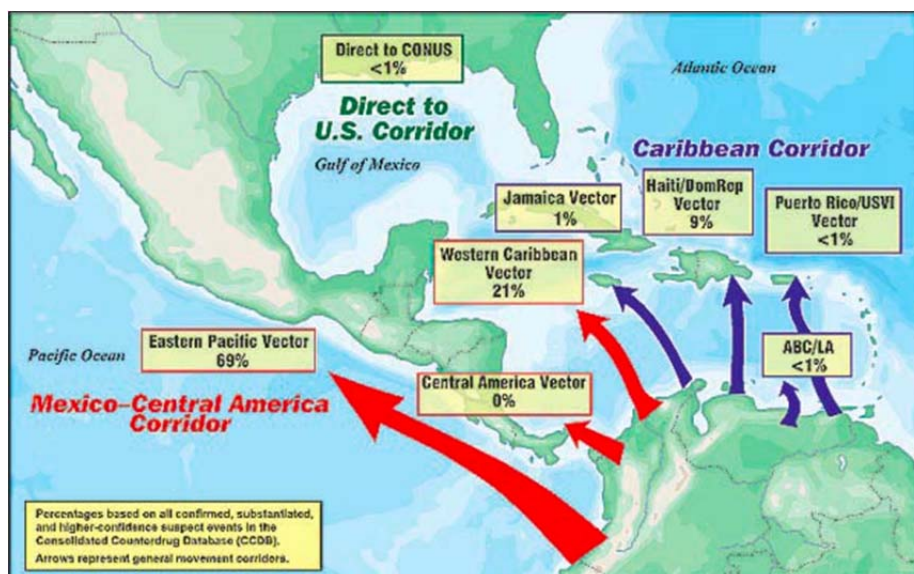 Direct to CONUS
<1%
Atlantic Ocean
Direct to
U.S. Corridor
Gulf of Mexico
Caribbean Corridor
Jamaica Vector
1%
Haiti/DomRep
Vector
9%
Puerto Rico/USVI
Vector
<1%
Western Caribbean
Vector
21%
Pacific Ocean
Eastern Pacific Vector
69%
ABC/LA
<1%
Central America Vector
0%
Mexico–Central America
Corridor
Percentages based on all confirmed, substantiated,
and higher-confidence suspect events in the
Consolidated Counterdrug Database (CCDB).
Arrows represent general movement corridors.